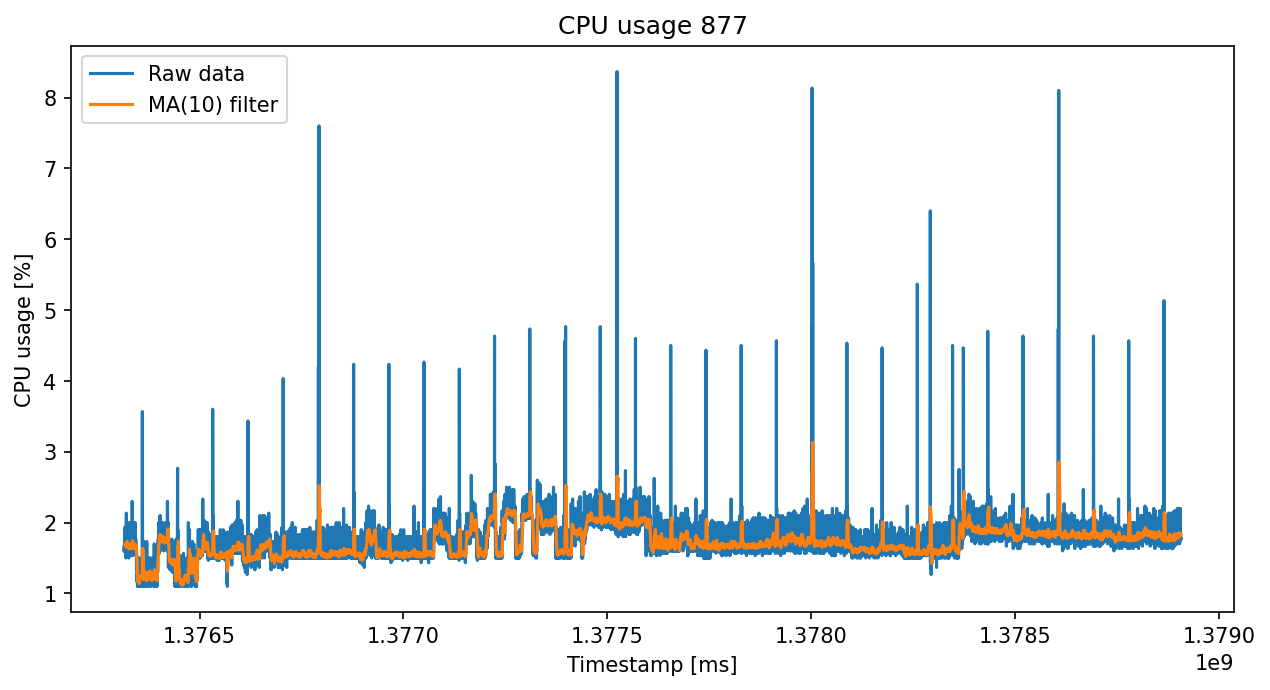 CPU usage 877
Raw data
MA(10) filter
CPU usage [%]
8
7
6
5
4
3
2
1
1.3765 1.3770 1.3775 1.3780 1.3785 1.3790
1e9
Timestamp [ms]